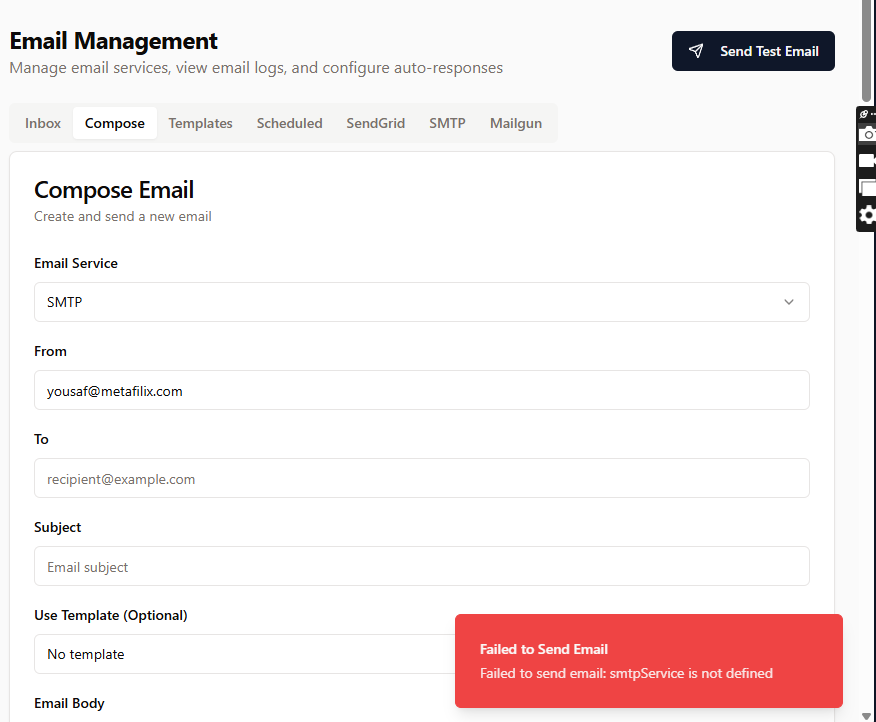 Email Management
Manage email services, view email logs, and configure auto-responses
Send Test Email
Inbox Compose Templates Scheduled SendGrid SMTP Mailgun
Compose Email
Create and send a new email
Email Service
SMTP
From
yousaf@metafilix.com
To
recipient@example.com
Subject
Email subject
Use Template (Optional)
No template
Failed to Send Email
Failed to send email: smtpService is not defined
Email Body